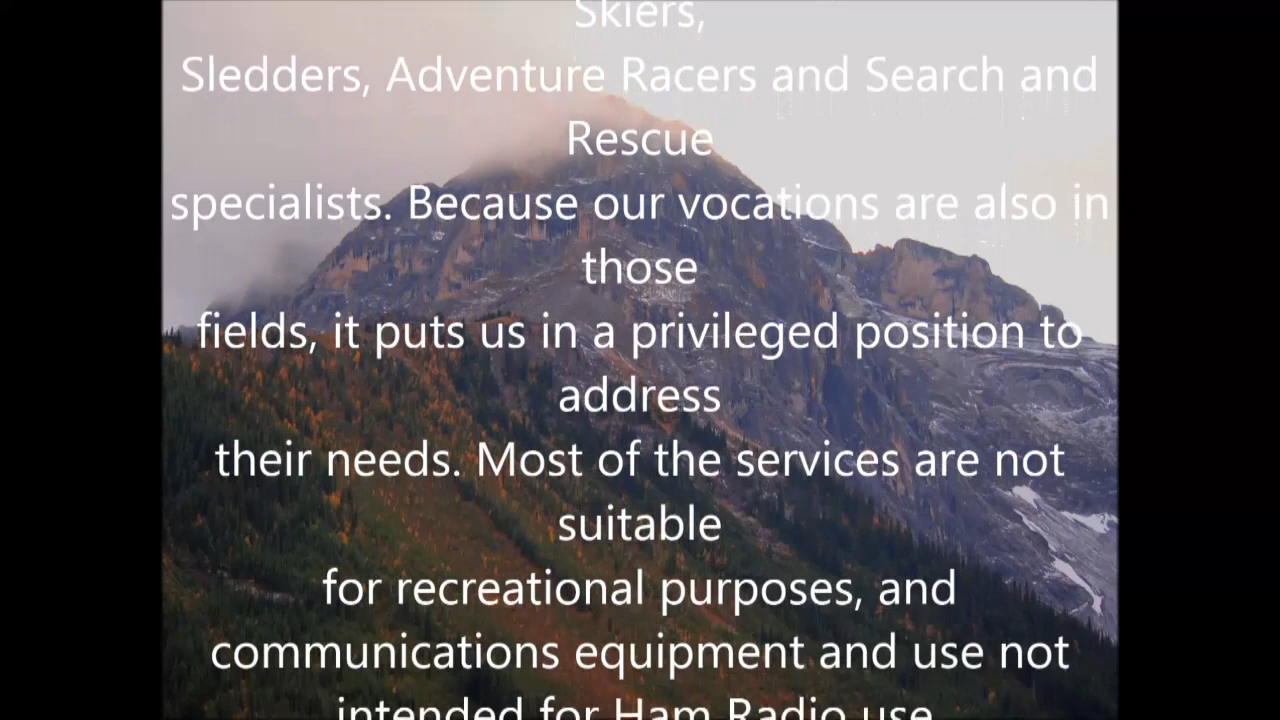 Skiers,
Sledders, Adventure Racers and Search and
Rescue
specialists. Because our vocations are also in
those
fields, it puts us in a privileged position to
address
their needs. Most of the services are not
suitable
for recreational purposes, and
communications equipment and use not
intended for Ham Radio use